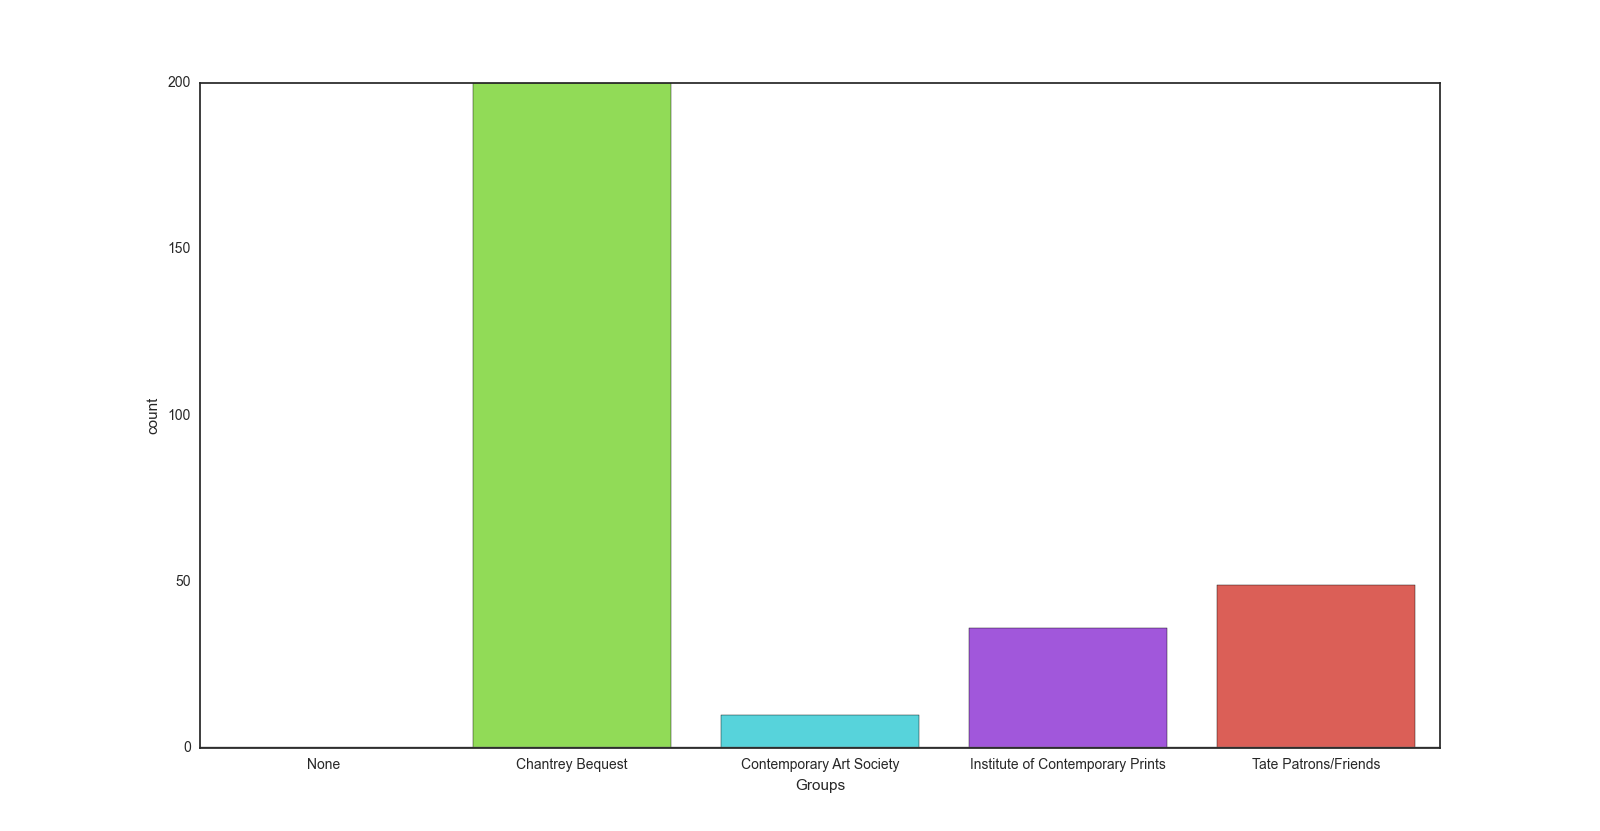 200
150
100
50
0
count
None
Chantrey Bequest
Contemporary Art Society
Institute of Contemporary Prints
Tate Patrons/Friends
Groups